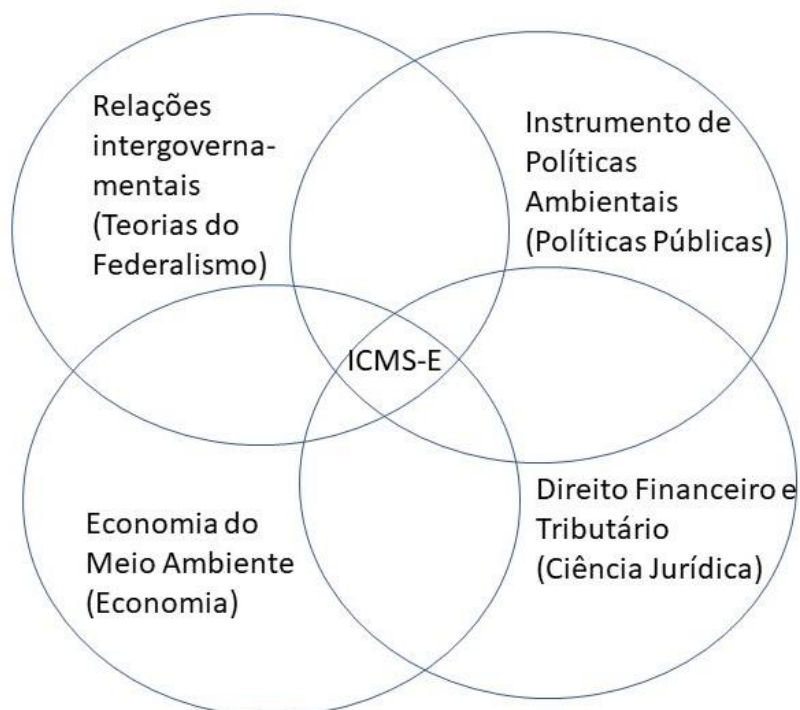 Relações
intergoverna-
mentais
(Teorias do
Federalismo)
Instrumento de
Políticas
Ambientais
(Políticas Públicas)
ICMS-E
Economia do
Meio Ambiente
(Economia)
Direito Financeiro e
Tributário
(Ciência Jurídica)